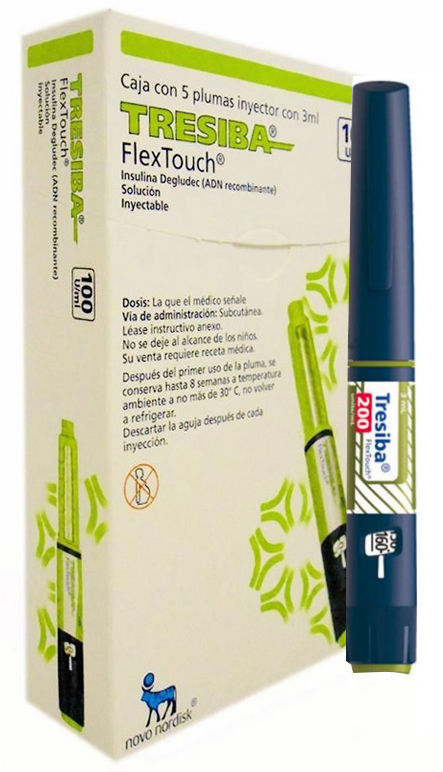 Caja con 5 plumas inyector con 3ml
TRESIBA®
FlexTouch®
Insulina Degludec (ADN recombinante)
Solución
Inyectable
Dosis: La que el médico señale
Vía de administración: Subcutánea.
Léase instructivo anexo.
No se deje al alcance de los niños.
Su venta requiere receta médica.
Después del primer uso de la pluma, se
conserva hasta 8 semanas a temperatura
ambiente a no más de 30° C, no volver
a refrigerar.
Descartar la aguja después de cada
inyección.
novo nordisk®
TRESIBA®
FlexTouch®
Insulina Degludec (ADN recombinante)
Solución
Inyectable
100
U/ml
3 mL
Tresiba®
200
FlexTouch®
160